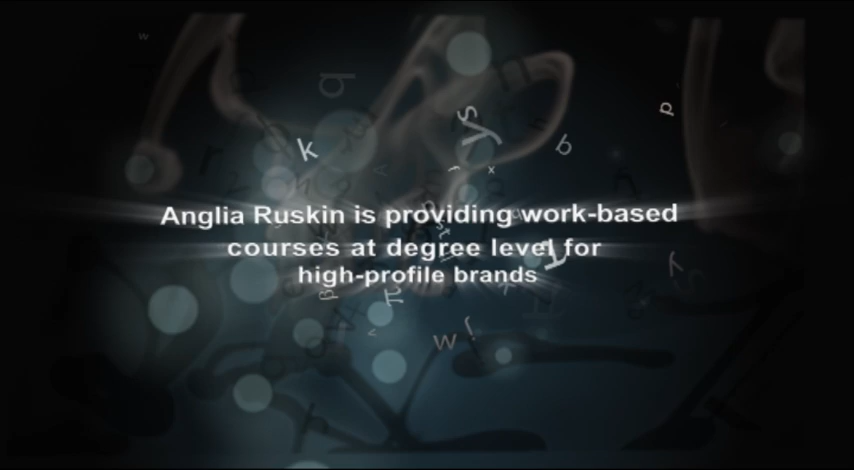 Anglia Ruskin is providing work-based
courses at degree level for
high-profile brands